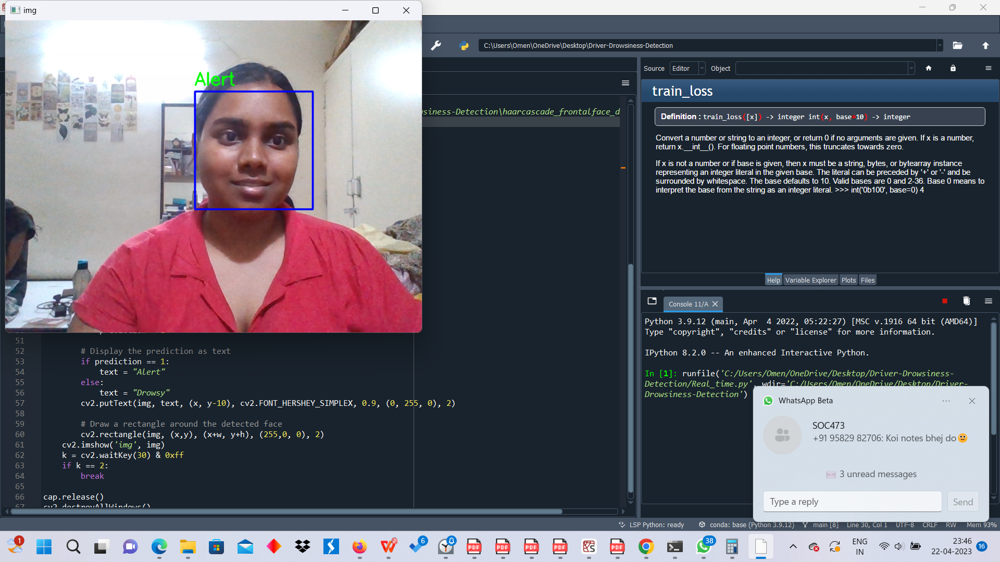 img
Alert
C:\Users\Omen\OneDrive\Desktop\Driver-Drowsiness-Detection
Source Editor Object
train_loss
Definition : train_loss([x]) -> integer int(x, base=10) -> integer
Convert a number or string to an integer, or return 0 if no arguments are given. If x is a number,
return x.__int__(). For floating point numbers, this truncates towards zero.
If x is not a number or if base is given, then x must be a string, bytes, or bytearray instance
representing an integer literal in the given base. The literal can be preceded by '+' or '-' and be
surrounded by whitespace. The base defaults to 10. Valid bases are 0 and 2-36. Base 0 means to
interpret the base from the string as an integer literal. >>> int('0b100', base=0) 4
Help Variable Explorer Plots Files
siness-Detection\haarcascade_frontalface_d
51
52 # Display the prediction as text
53 if prediction == 1:
54 text = "Alert"
55 else:
56 text = "Drowsy"
57 cv2.putText(img, text, (x, y-10), cv2.FONT_HERSHEY_SIMPLEX, 0.9, (0, 255, 0), 2)
58
59 # Draw a rectangle around the detected face
60 cv2.rectangle(img, (x,y), (x+w, y+h), (255,0, 0), 2)
61 cv2.imshow('img', img)
62 k = cv2.waitKey(30) & 0xff
63 if k == 2:
64 break
65
66 cap.release()
67 cv2.destroyAllWindows()
Console 11/A
Python 3.9.12 (main, Apr  4 2022, 05:22:27) [MSC v.1916 64 bit (AMD64)]
Type "copyright", "credits" or "license" for more information.
IPython 8.2.0 -- An enhanced Interactive Python.
In [1]: runfile('C:/Users/Omen/OneDrive/Desktop/Driver-Drowsiness-
Detection/Real_time.py', wdir='C:/Users/Omen/OneDrive/Desktop/Driver-
Drowsiness-Detection')
WhatsApp Beta
SOC473
+91 95829 82706: Koi notes bhej do🙂
3 unread messages
Type a reply
Send
LSP Python: ready conda: base (Python 3.9.12) main [8] Line 30, Col 1 UTF-8 CRLF RW Mem 93%
1
6
PDF PDF PDF PDF PDF
38
ENG
IN
23:46
22-04-2023
16